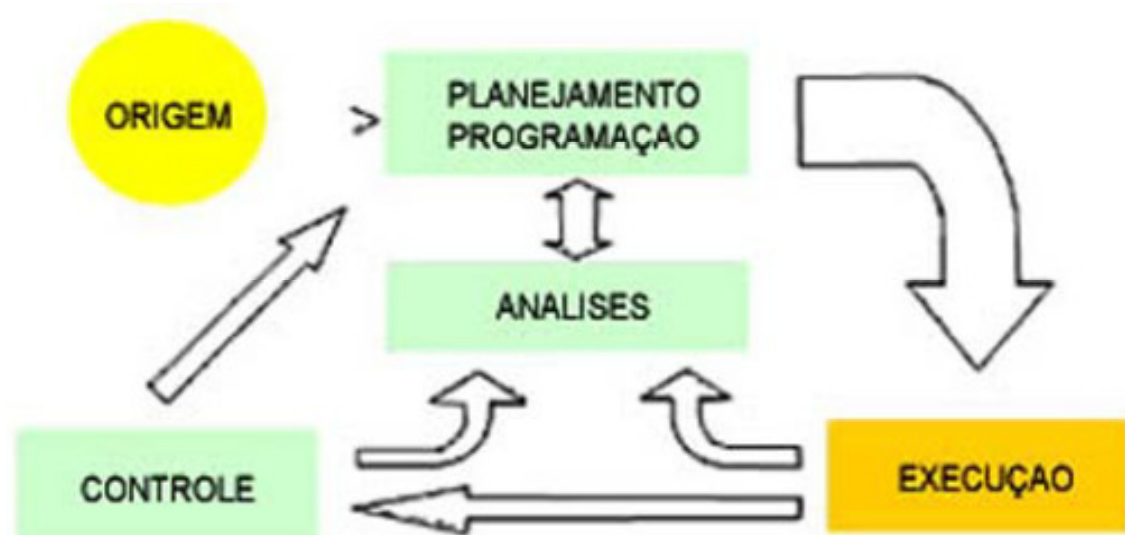 ORIGEM
>
PLANEJAMENTO
PROGRAMAÇAO
ANALISES
CONTROLE
EXECUÇAO